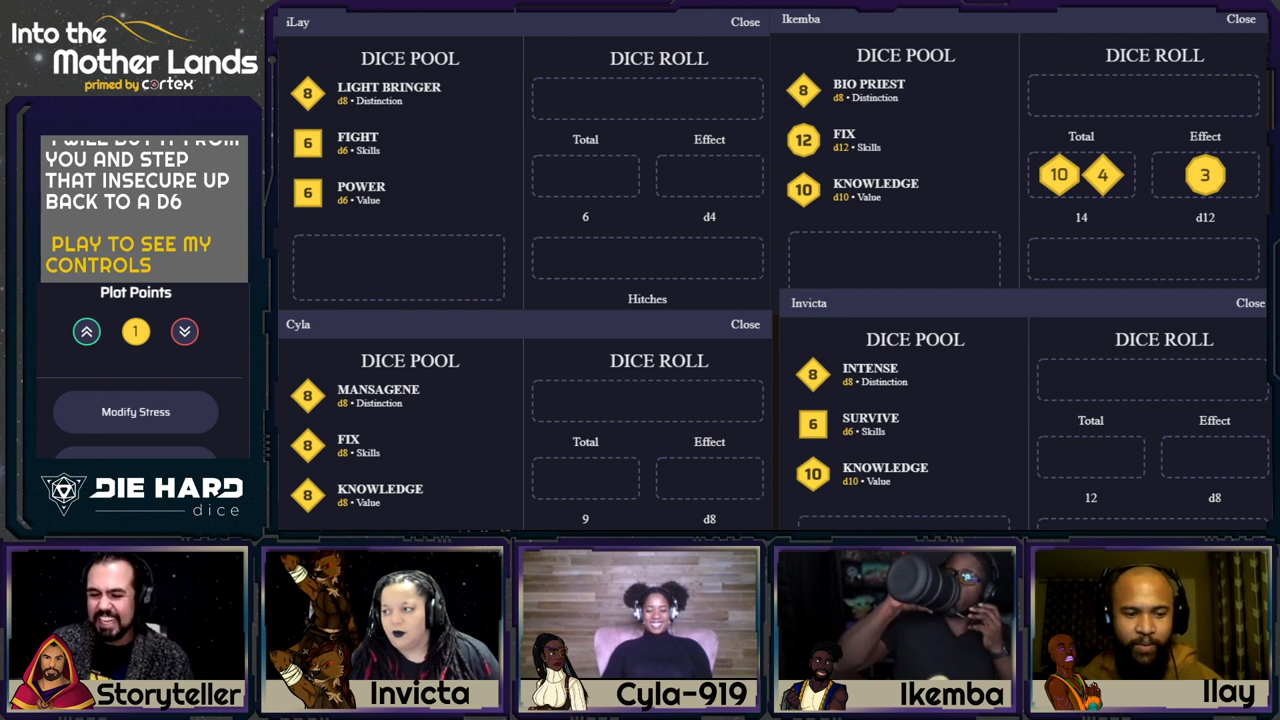 Into the
Mother Lands
primed by cortex
YOU AND STEP
THAT INSECURE UP
BACK TO A D6
PLAY TO SEE MY
CONTROLS
Plot Points
1
Modify Stress
DIE HARD
dice
iLay
Close
DICE POOL
8
LIGHT BRINGER
d8 • Distinction
6
FIGHT
d6 • Skills
6
POWER
d6 • Value
DICE ROLL
Total
Effect
6
d4
Hitches
Ikemba
Close
DICE POOL
8
BIO PRIEST
d8 • Distinction
12
FIX
d12 • Skills
10
KNOWLEDGE
d10 • Value
DICE ROLL
Total
Effect
10 4
3
14
d12
Cyla
Close
DICE POOL
8
MANSAGENE
d8 • Distinction
8
FIX
d8 • Skills
8
KNOWLEDGE
d8 • Value
DICE ROLL
Total
Effect
9
d8
Invicta
Close
DICE POOL
8
INTENSE
d8 • Distinction
6
SURVIVE
d6 • Skills
10
KNOWLEDGE
d10 • Value
DICE ROLL
Total
Effect
12
d8
Storyteller
Invicta
Cyla-919
Ikemba
Ilay